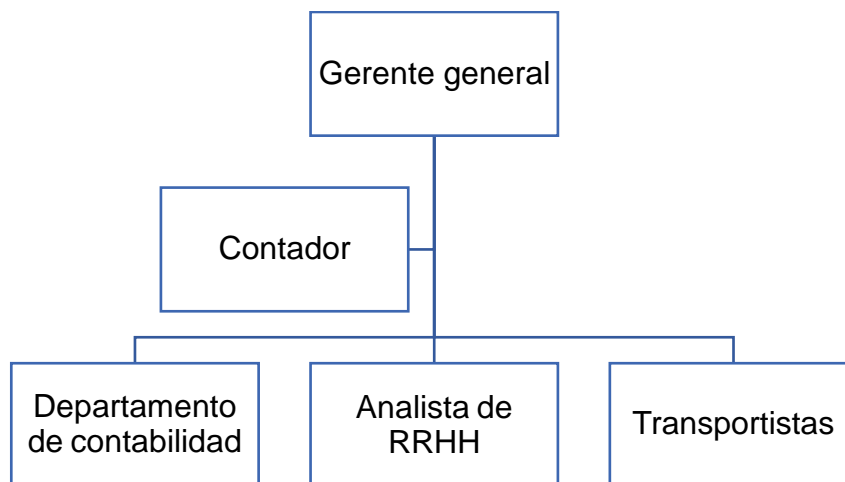 Gerente general
Contador
Departamento
de contabilidad
Analista de
RRHH
Transportistas